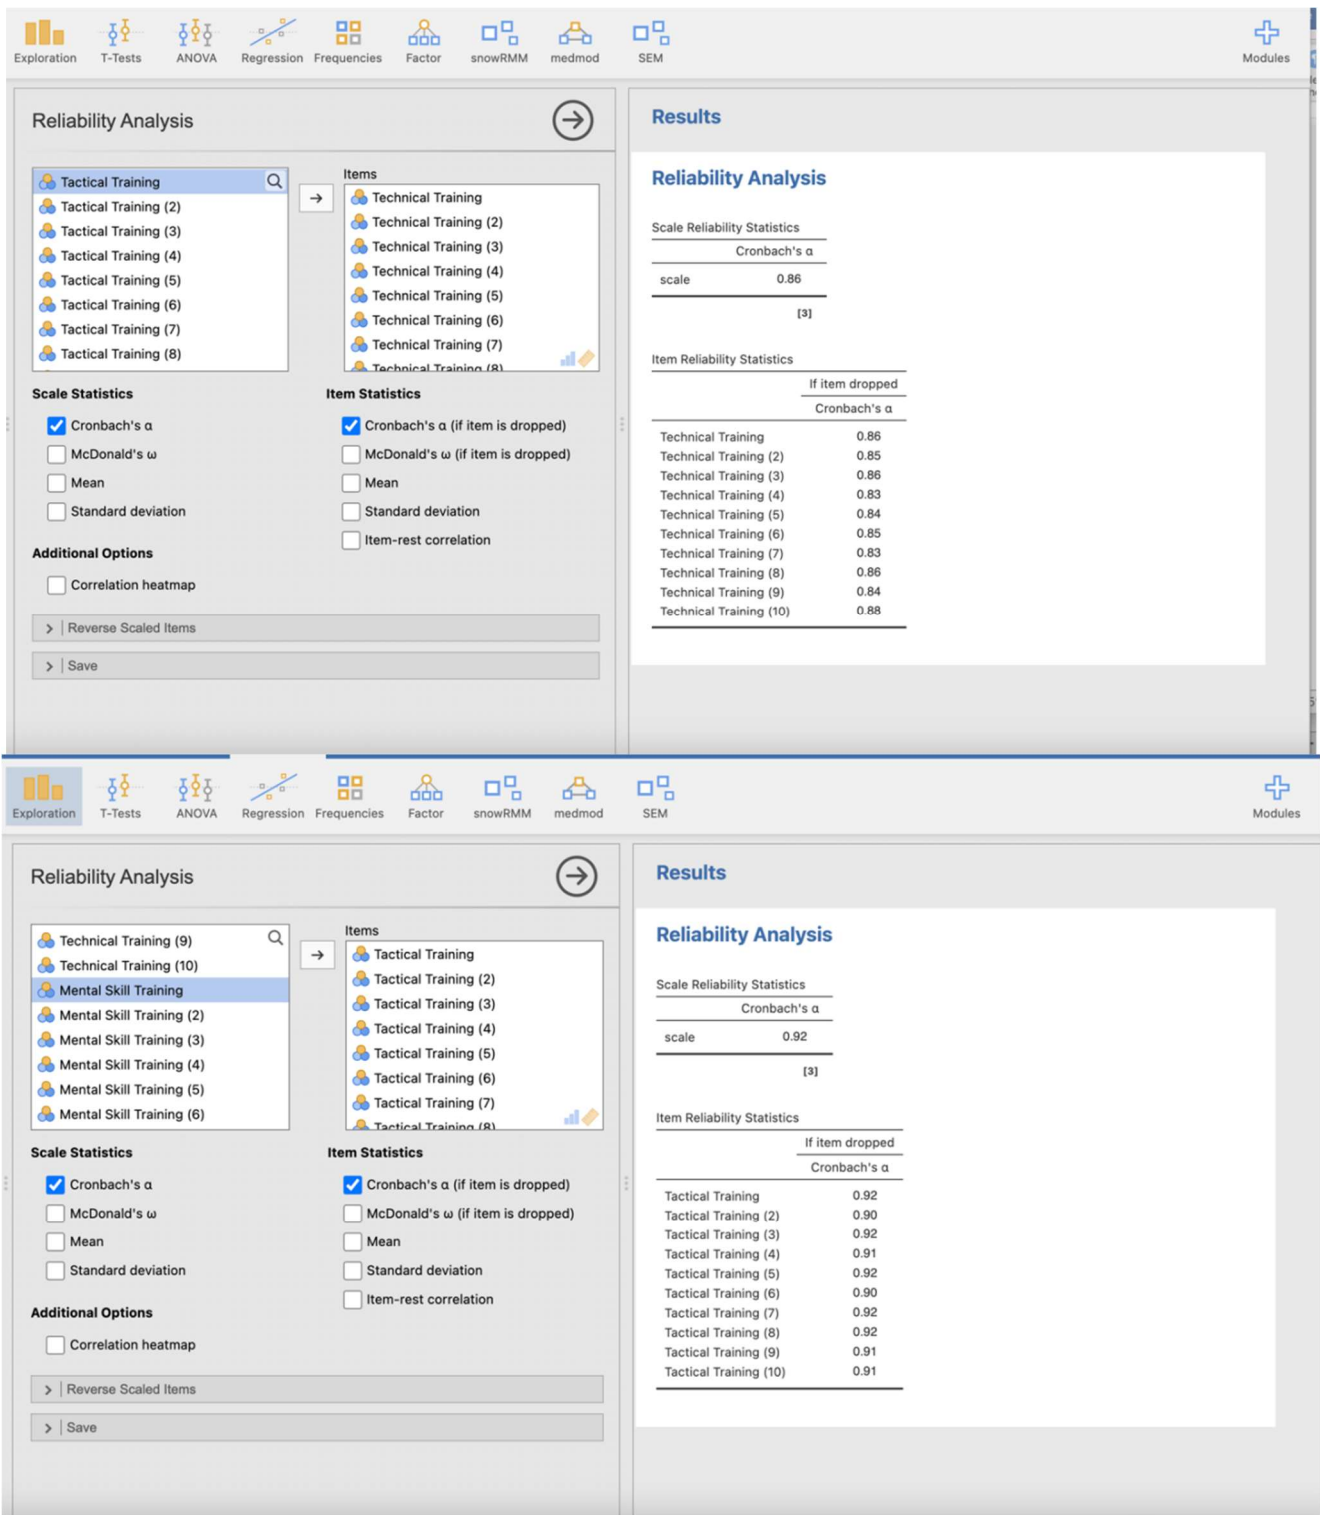 Exploration T-Tests ANOVA Regression Frequencies Factor snowRMM medmod SEM Modules
Reliability Analysis
Tactical Training
Tactical Training (2)
Tactical Training (3)
Tactical Training (4)
Tactical Training (5)
Tactical Training (6)
Tactical Training (7)
Tactical Training (8)
Items
Technical Training
Technical Training (2)
Technical Training (3)
Technical Training (4)
Technical Training (5)
Technical Training (6)
Technical Training (7)
Technical Training (8)
Scale Statistics
Cronbach's α
McDonald's ω
Mean
Standard deviation
Item Statistics
Cronbach's α (if item is dropped)
McDonald's ω (if item is dropped)
Mean
Standard deviation
Item-rest correlation
Additional Options
Correlation heatmap
Reverse Scaled Items
Save
Results
Reliability Analysis
Scale Reliability Statistics
Cronbach's α
scale 0.86
[3]
Item Reliability Statistics
If item dropped
Cronbach's α
Technical Training 0.86
Technical Training (2) 0.85
Technical Training (3) 0.86
Technical Training (4) 0.83
Technical Training (5) 0.84
Technical Training (6) 0.85
Technical Training (7) 0.83
Technical Training (8) 0.86
Technical Training (9) 0.84
Technical Training (10) 0.88
Exploration T-Tests ANOVA Regression Frequencies Factor snowRMM medmod SEM Modules
Reliability Analysis
Technical Training (9)
Technical Training (10)
Mental Skill Training
Mental Skill Training (2)
Mental Skill Training (3)
Mental Skill Training (4)
Mental Skill Training (5)
Mental Skill Training (6)
Items
Tactical Training
Tactical Training (2)
Tactical Training (3)
Tactical Training (4)
Tactical Training (5)
Tactical Training (6)
Tactical Training (7)
Tactical Training (8)
Scale Statistics
Cronbach's α
McDonald's ω
Mean
Standard deviation
Item Statistics
Cronbach's α (if item is dropped)
McDonald's ω (if item is dropped)
Mean
Standard deviation
Item-rest correlation
Additional Options
Correlation heatmap
Reverse Scaled Items
Save
Results
Reliability Analysis
Scale Reliability Statistics
Cronbach's α
scale 0.92
[3]
Item Reliability Statistics
If item dropped
Cronbach's α
Tactical Training 0.92
Tactical Training (2) 0.90
Tactical Training (3) 0.92
Tactical Training (4) 0.91
Tactical Training (5) 0.92
Tactical Training (6) 0.90
Tactical Training (7) 0.92
Tactical Training (8) 0.92
Tactical Training (9) 0.91
Tactical Training (10) 0.91